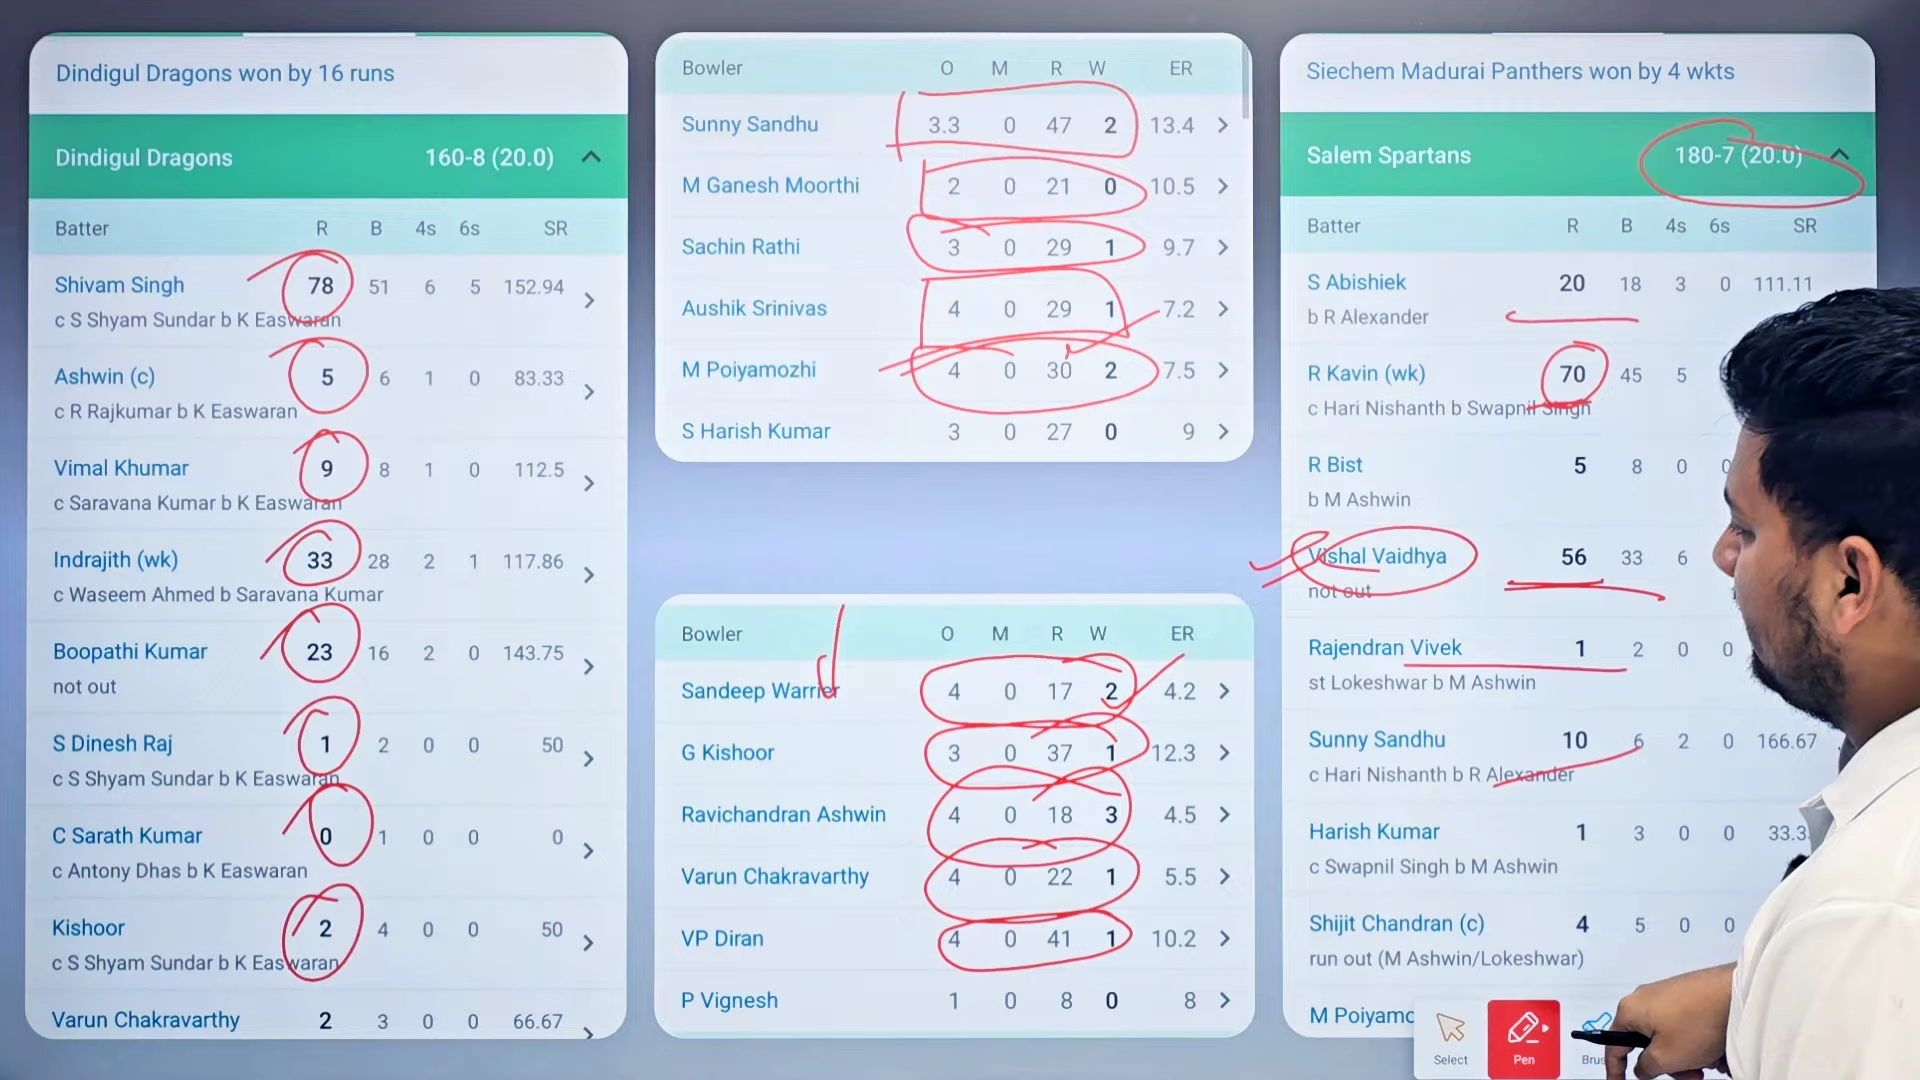 Dindigul Dragons won by 16 runs
Dindigul Dragons 160-8 (20.0)
Batter R B 4s 6s SR
Shivam Singh 78 51 6 5 152.94
c S Shyam Sundar b K Easwaran
Ashwin (c) 5 6 1 0 83.33
c R Rajkumar b K Easwaran
Vimal Khumar 9 8 1 0 112.5
c Saravana Kumar b K Easwaran
Indrajith (wk) 33 28 2 1 117.86
c Waseem Ahmed b Saravana Kumar
Boopathi Kumar 23 16 2 0 143.75
not out
S Dinesh Raj 1 2 0 0 50
c S Shyam Sundar b K Easwaran
C Sarath Kumar 0 1 0 0 0
c Antony Dhas b K Easwaran
Kishoor 2 4 0 0 50
c S Shyam Sundar b K Easwaran
Varun Chakravarthy 2 3 0 0 66.67
Bowler O M R W ER
Sunny Sandhu 3.3 0 47 2 13.4
M Ganesh Moorthi 2 0 21 0 10.5
Sachin Rathi 3 0 29 1 9.7
Aushik Srinivas 4 0 29 1 7.2
M Poiyamozhi 4 0 30 2 7.5
S Harish Kumar 3 0 27 0 9
Bowler O M R W ER
Sandeep Warrier 4 0 17 2 4.2
G Kishoor 3 0 37 1 12.3
Ravichandran Ashwin 4 0 18 3 4.5
Varun Chakravarthy 4 0 22 1 5.5
VP Diran 4 0 41 1 10.2
P Vignesh 1 0 8 0 8
Siechem Madurai Panthers won by 4 wkts
Salem Spartans 180-7 (20.0)
Batter R B 4s 6s SR
S Abishiek 20 18 3 0 111.11
b R Alexander
R Kavin (wk) 70 45 5
c Hari Nishanth b Swapnil Singh
R Bist 5 8 0 0
b M Ashwin
Vishal Vaidhya 56 33 6
not out
Rajendran Vivek 1 2 0 0
st Lokeshwar b M Ashwin
Sunny Sandhu 10 6 2 0 166.67
c Hari Nishanth b R Alexander
Harish Kumar 1 3 0 0 33.3
c Swapnil Singh b M Ashwin
Shijit Chandran (c) 4 5 0 0
run out (M Ashwin/Lokeshwar)
M Poiyamo
Select Pen Brus